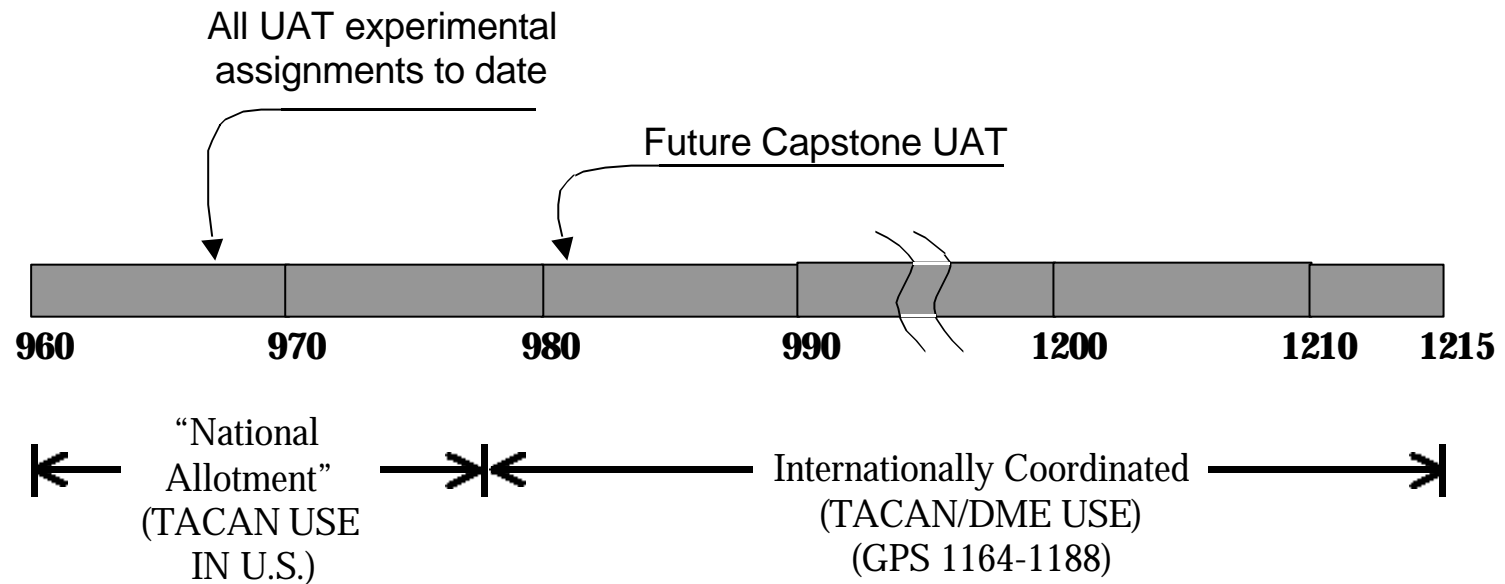 All UAT experimental
assignments to date
Future Capstone UAT
960 970 980 990 1200 1210 1215
“National
Allotment”
(TACAN USE
IN U.S.)
Internationally Coordinated
(TACAN/DME USE)
(GPS 1164-1188)